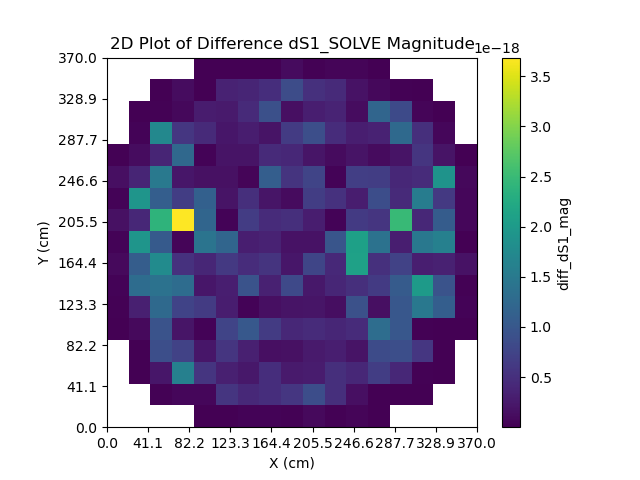 2D Plot of Difference dS1_SOLVE Magnitude
1e−18
370.0
328.9
287.7
246.6
205.5
164.4
123.3
82.2
41.1
0.0
Y (cm)
0.0 41.1 82.2 123.3 164.4 205.5 246.6 287.7 328.9 370.0
X (cm)
3.5
3.0
2.5
2.0
1.5
1.0
0.5
diff_dS1_mag